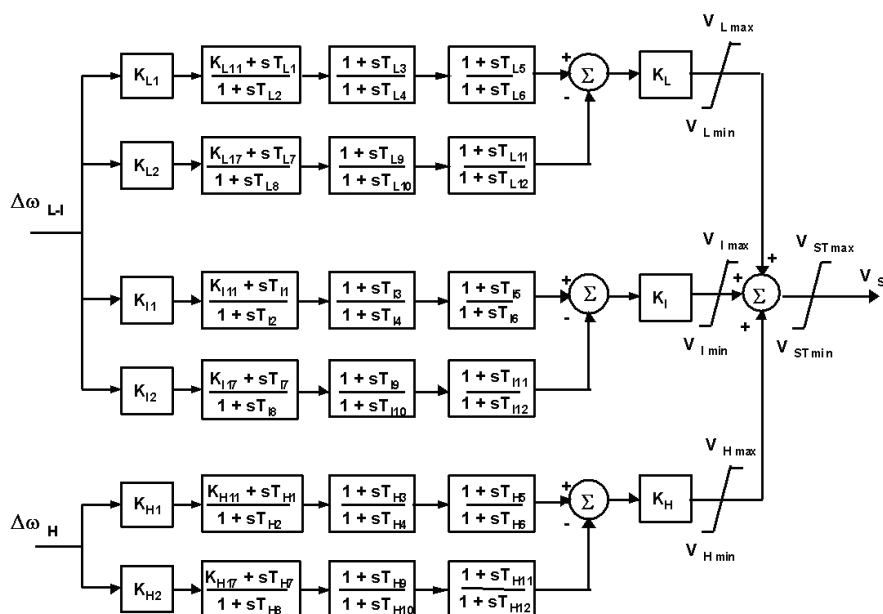 V L max
K L1
K L11 + sT L1
1 + sT L2
1 + sT L3
1 + sT L4
1 + sT L5
1 + sT L6
+
-
Σ
K L
V L min
K L2
K L17 + sT L7
1 + sT L8
1 + sT L9
1 + sT L10
1 + sT L11
1 + sT L12
Δω L-I
K I1
K I11 + sT I1
1 + sT I2
1 + sT I3
1 + sT I4
1 + sT I5
1 + sT I6
+
-
Σ
K I
V I max
V I min
+
+
+
Σ
V ST max
V ST min
V S
K I2
K I17 + sT I7
1 + sT I8
1 + sT I9
1 + sT I10
1 + sT I11
1 + sT I12
Δω H
K H1
K H11 + sT H1
1 + sT H2
1 + sT H3
1 + sT H4
1 + sT H5
1 + sT H6
+
-
Σ
K H
V H max
V H min
K H2
K H17 + sT H7
1 + sT H8
1 + sT H9
1 + sT H10
1 + sT H11
1 + sT H12